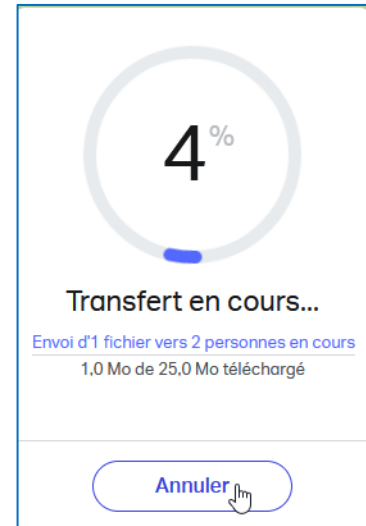 4%
Transfert en cours...
Envoi d'1 fichier vers 2 personnes en cours
1,0 Mo de 25,0 Mo téléchargé
Annuler